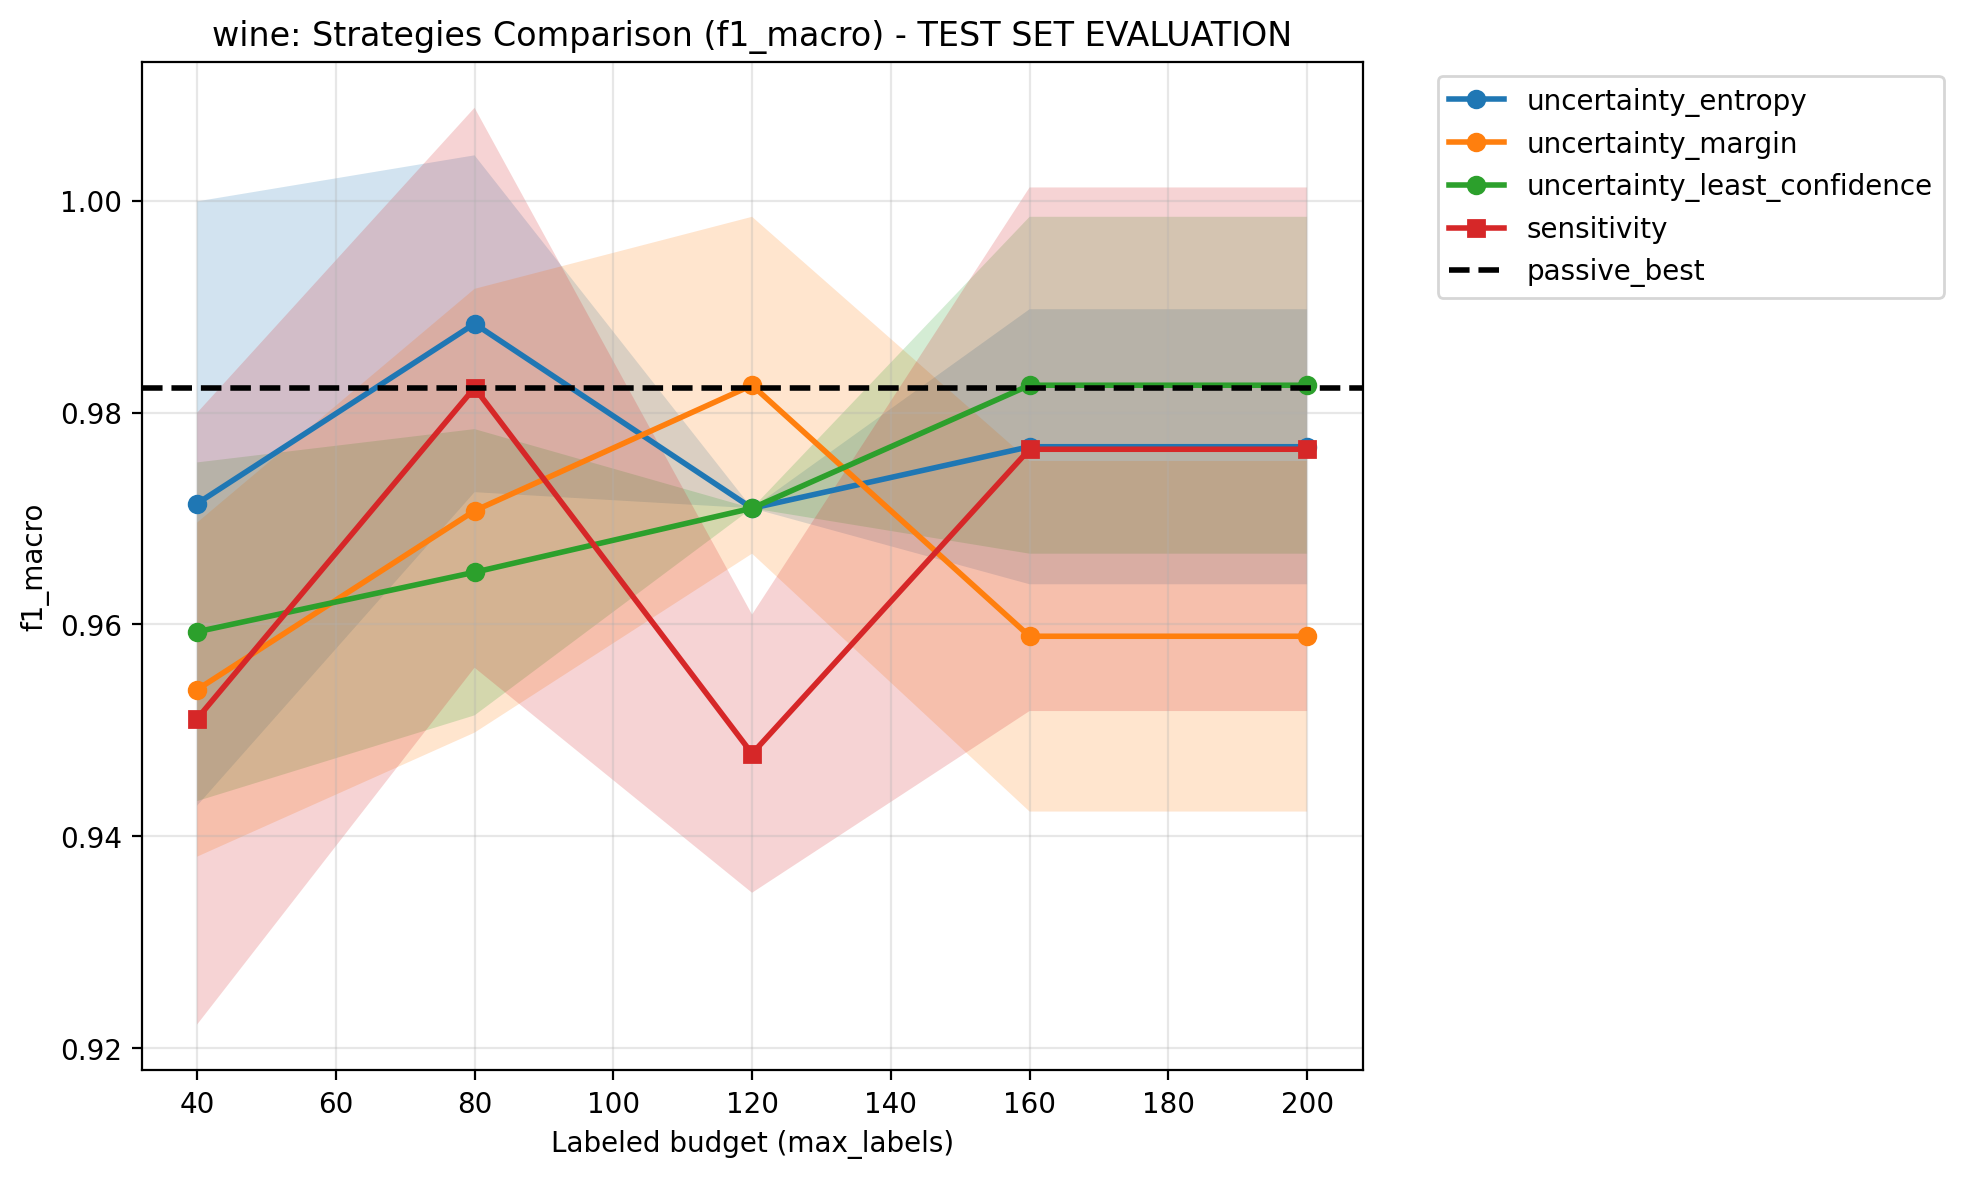 wine: Strategies Comparison (f1_macro) - TEST SET EVALUATION
uncertainty_entropy
uncertainty_margin
uncertainty_least_confidence
sensitivity
passive_best
f1_macro
1.00
0.98
0.96
0.94
0.92
40 60 80 100 120 140 160 180 200
Labeled budget (max_labels)